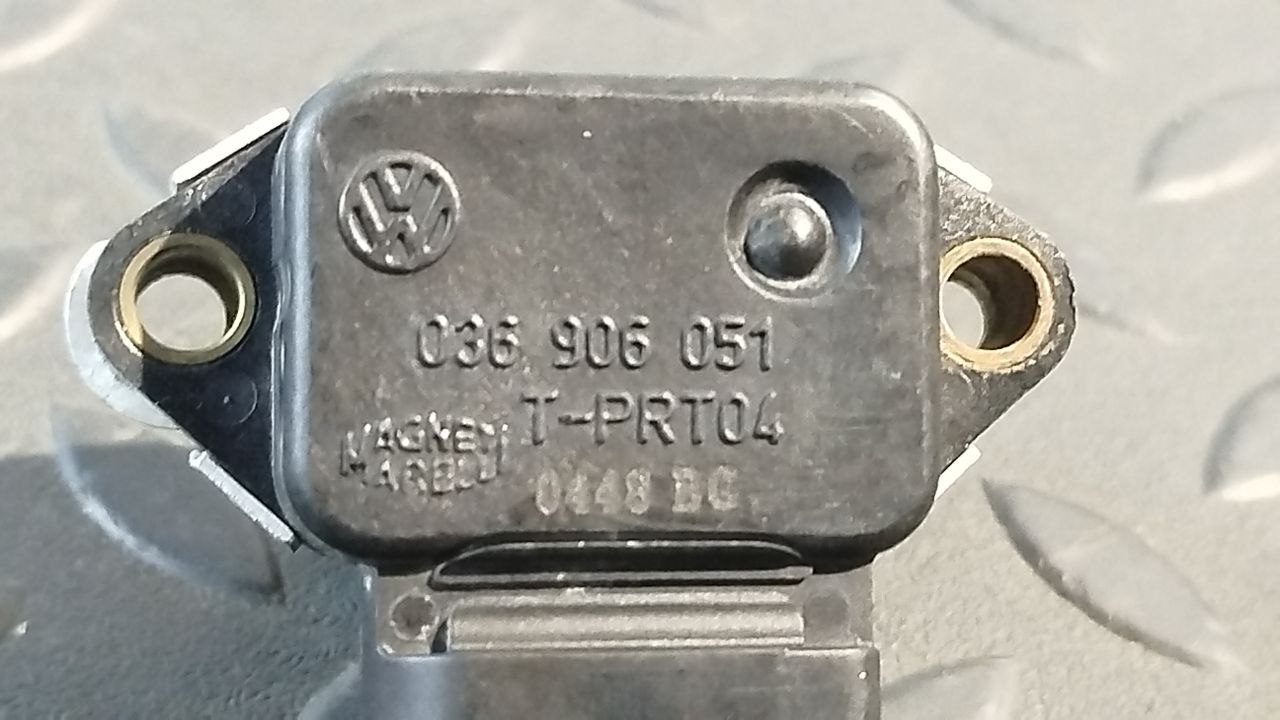 036 906 051
T-PRT04
MAGNETI
MARELLI
0448 BG